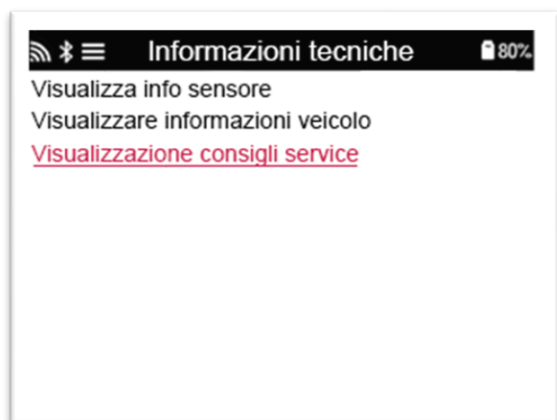 Informazioni tecniche 80%
Visualizza info sensore
Visualizzare informazioni veicolo
Visualizzazione consigli service